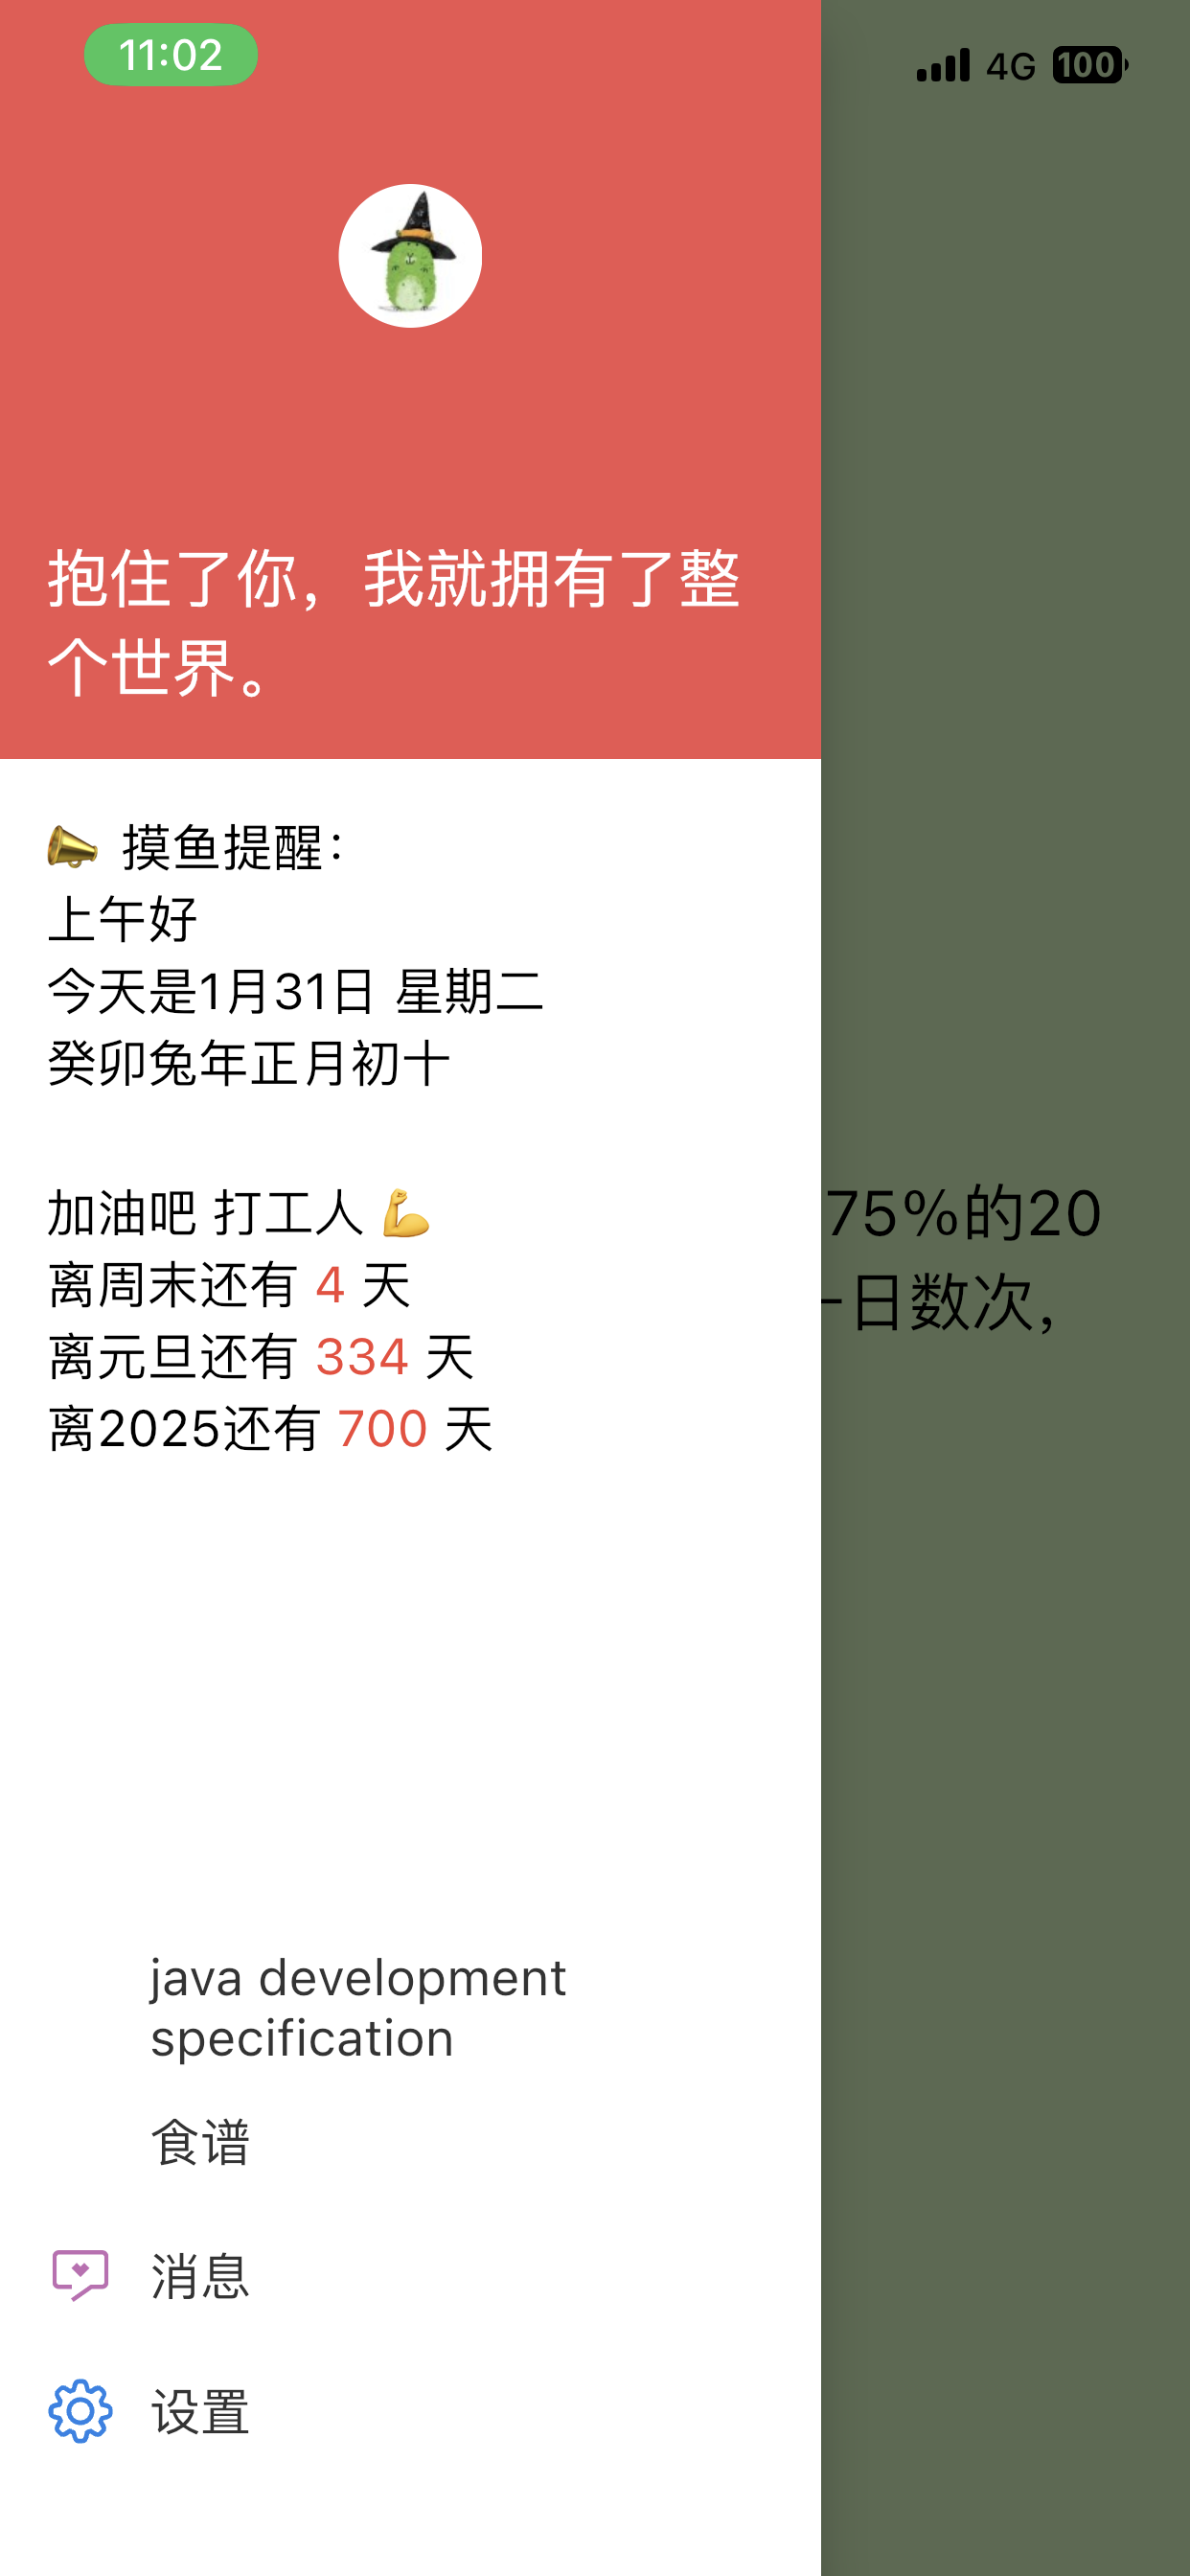 11:02
4G 100
抱住了你，我就拥有了整
个世界。
摸鱼提醒：
上午好
今天是1月31日 星期二
癸卯兔年正月初十
加油吧 打工人 💪
离周末还有 4 天
离元旦还有 334 天
离2025还有 700 天
75%的20
日数次，
java development
specification
食谱
消息
设置